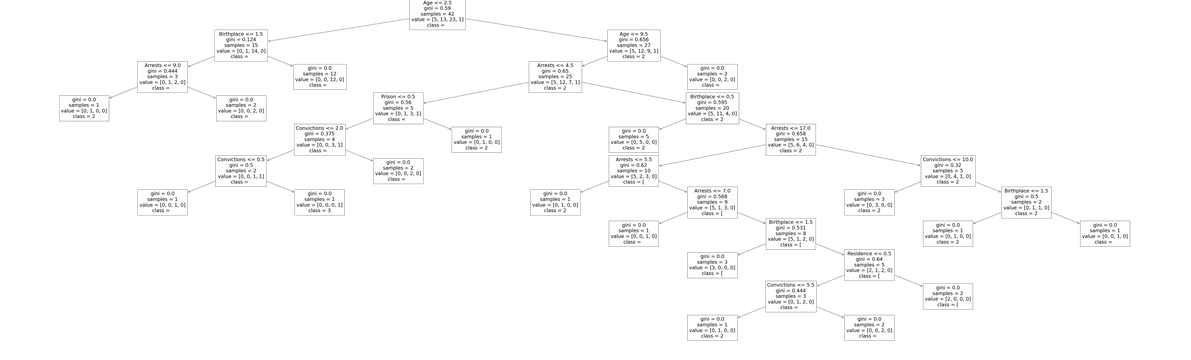 Age <= 2.5
gini = 0.59
samples = 42
value = [5, 13, 23, 1]
class =
Birthplace <= 1.5
gini = 0.124
samples = 15
value = [0, 1, 14, 0]
class =
Age <= 9.5
gini = 0.656
samples = 27
value = [5, 12, 9, 1]
class = 2
Arrests <= 9.0
gini = 0.444
samples = 3
value = [0, 1, 2, 0]
class =
gini = 0.0
samples = 12
value = [0, 0, 12, 0]
class =
Arrests <= 4.5
gini = 0.65
samples = 25
value = [5, 12, 7, 1]
class = 2
gini = 0.0
samples = 2
value = [0, 0, 2, 0]
class =
gini = 0.0
samples = 1
value = [0, 1, 0, 0]
class = 2
gini = 0.0
samples = 2
value = [0, 0, 2, 0]
class =
Prison <= 0.5
gini = 0.56
samples = 5
value = [0, 1, 3, 1]
class =
Birthplace <= 0.5
gini = 0.595
samples = 20
value = [5, 11, 4, 0]
class = 2
Convictions <= 2.0
gini = 0.375
samples = 4
value = [0, 0, 3, 1]
class =
gini = 0.0
samples = 1
value = [0, 1, 0, 0]
class = 2
gini = 0.0
samples = 5
value = [0, 5, 0, 0]
class = 2
Arrests <= 17.0
gini = 0.658
samples = 15
value = [5, 6, 4, 0]
class = 2
Convictions <= 0.5
gini = 0.5
samples = 2
value = [0, 0, 1, 1]
class =
gini = 0.0
samples = 2
value = [0, 0, 2, 0]
class =
Arrests <= 5.5
gini = 0.62
samples = 10
value = [5, 2, 3, 0]
class = [
Convictions <= 10.0
gini = 0.32
samples = 5
value = [0, 4, 1, 0]
class = 2
gini = 0.0
samples = 1
value = [0, 0, 1, 0]
class =
gini = 0.0
samples = 1
value = [0, 0, 0, 1]
class = 3
gini = 0.0
samples = 1
value = [0, 1, 0, 0]
class = 2
Arrests <= 7.0
gini = 0.568
samples = 9
value = [5, 1, 3, 0]
class = [
gini = 0.0
samples = 3
value = [0, 3, 0, 0]
class = 2
Birthplace <= 1.5
gini = 0.5
samples = 2
value = [0, 1, 1, 0]
class = 2
gini = 0.0
samples = 1
value = [0, 0, 1, 0]
class =
Birthplace <= 1.5
gini = 0.531
samples = 8
value = [5, 1, 2, 0]
class = [
gini = 0.0
samples = 1
value = [0, 1, 0, 0]
class = 2
gini = 0.0
samples = 1
value = [0, 0, 1, 0]
class =
gini = 0.0
samples = 3
value = [3, 0, 0, 0]
class = [
Residence <= 0.5
gini = 0.64
samples = 5
value = [2, 1, 2, 0]
class = [
Convictions <= 5.5
gini = 0.444
samples = 3
value = [0, 1, 2, 0]
class =
gini = 0.0
samples = 2
value = [2, 0, 0, 0]
class = [
gini = 0.0
samples = 1
value = [0, 1, 0, 0]
class = 2
gini = 0.0
samples = 2
value = [0, 0, 2, 0]
class =